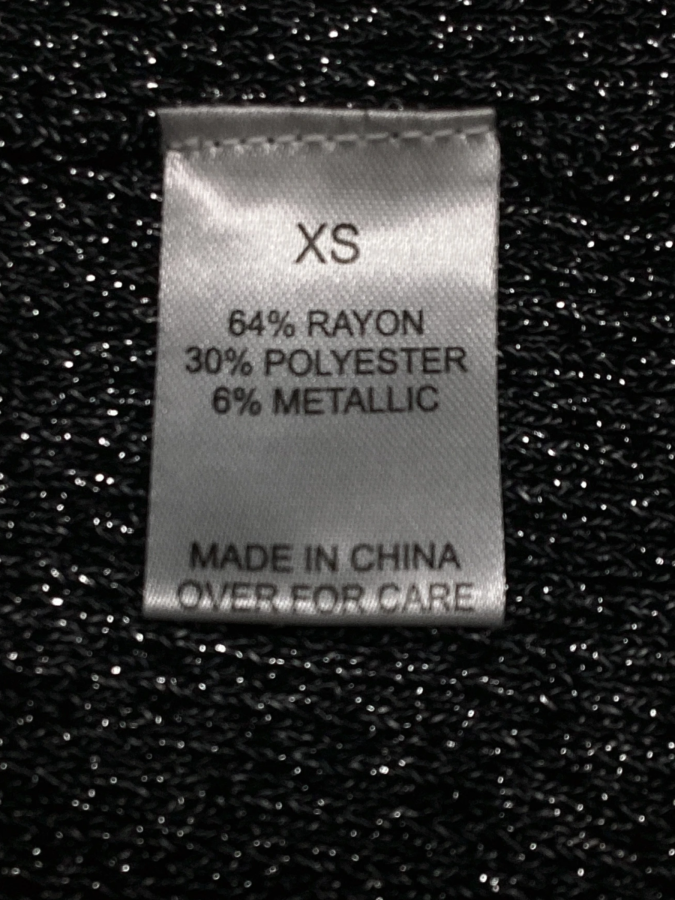 XS
64% RAYON
30% POLYESTER
6% METALLIC
MADE IN CHINA
OVER FOR CARE